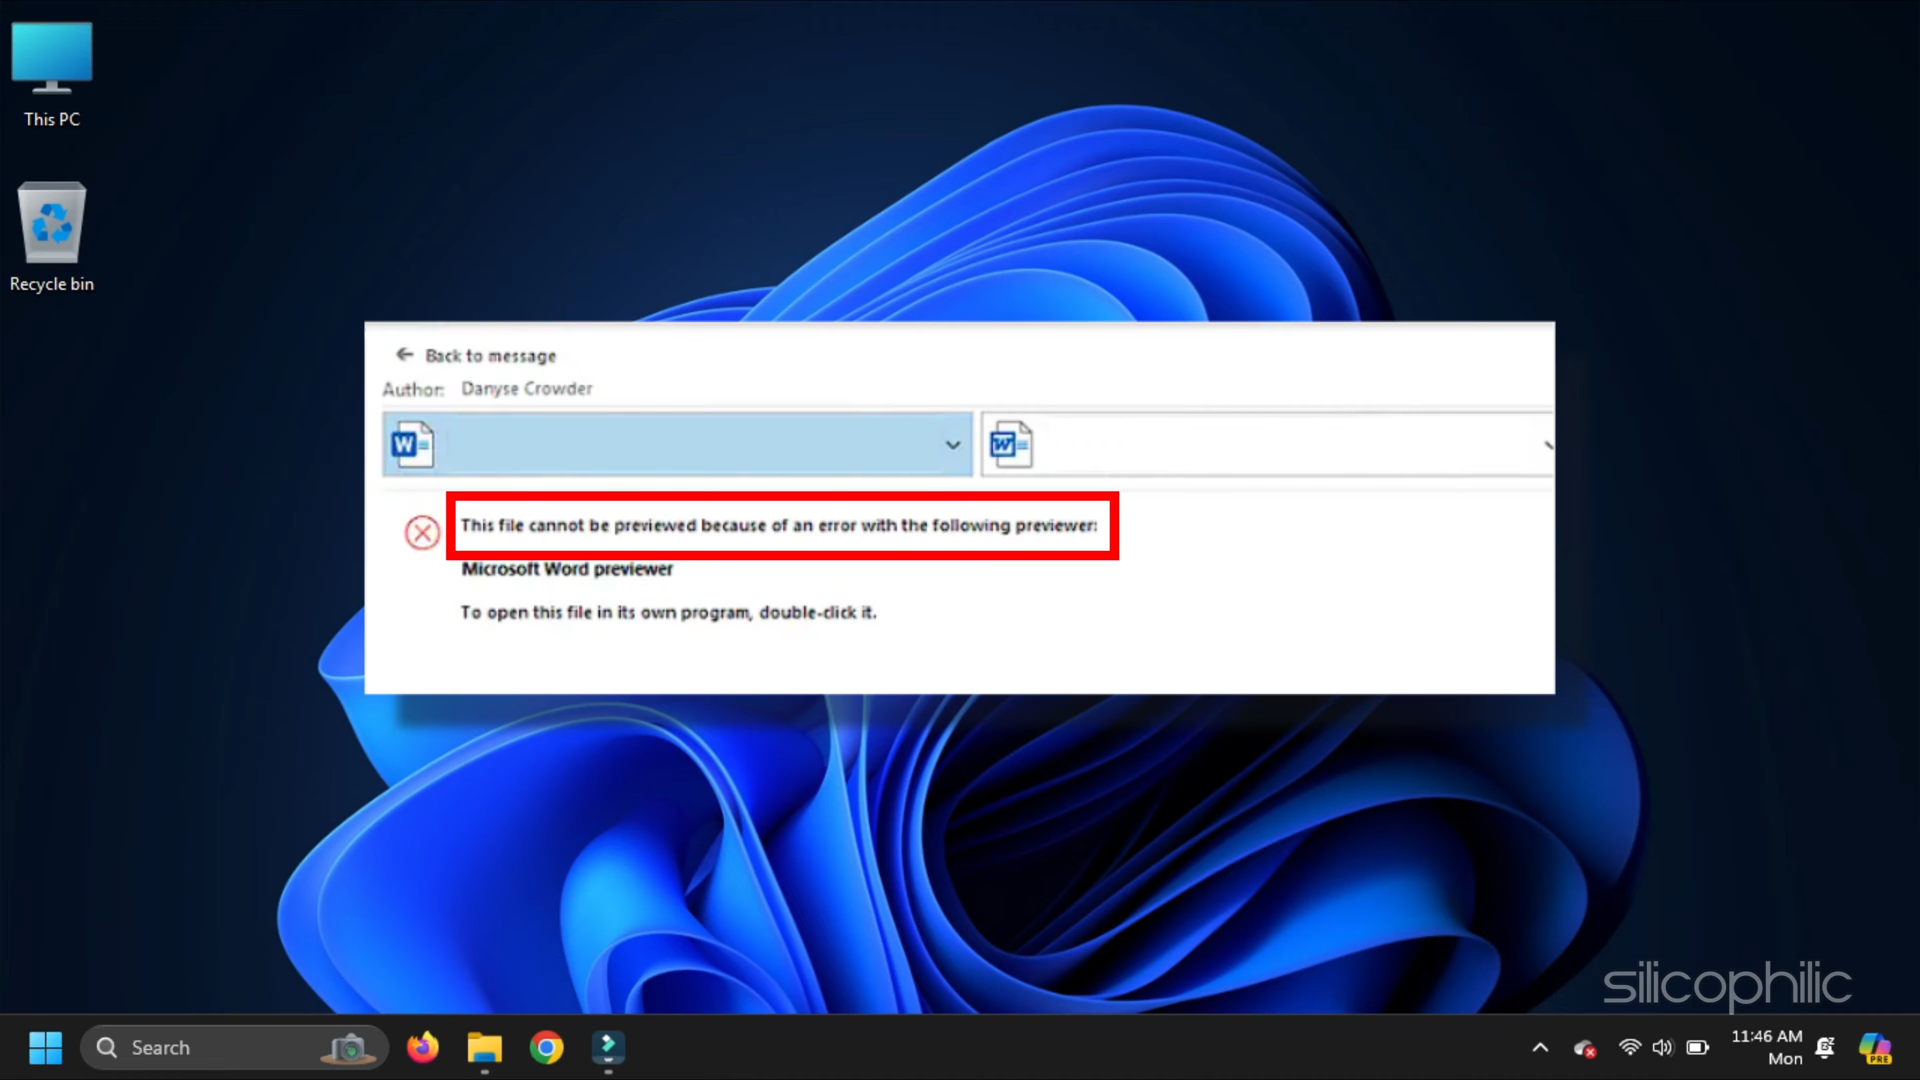 This PC
Recycle bin
Back to message
Author: Danyse Crowder
This file cannot be previewed because of an error with the following previewer:
Microsoft Word previewer
To open this file in its own program, double-click it.
silicophilic
Search
11:46 AM
Mon
PRE